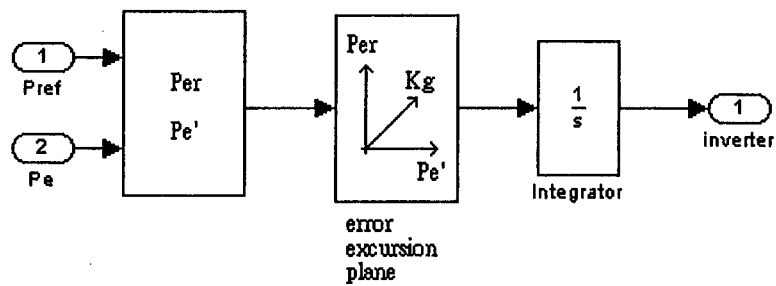 1
Pref
2
Pe
Per
Pe'
Per
Kg
Pe'
error
excursion
plane
1
s
Integrator
1
inverter